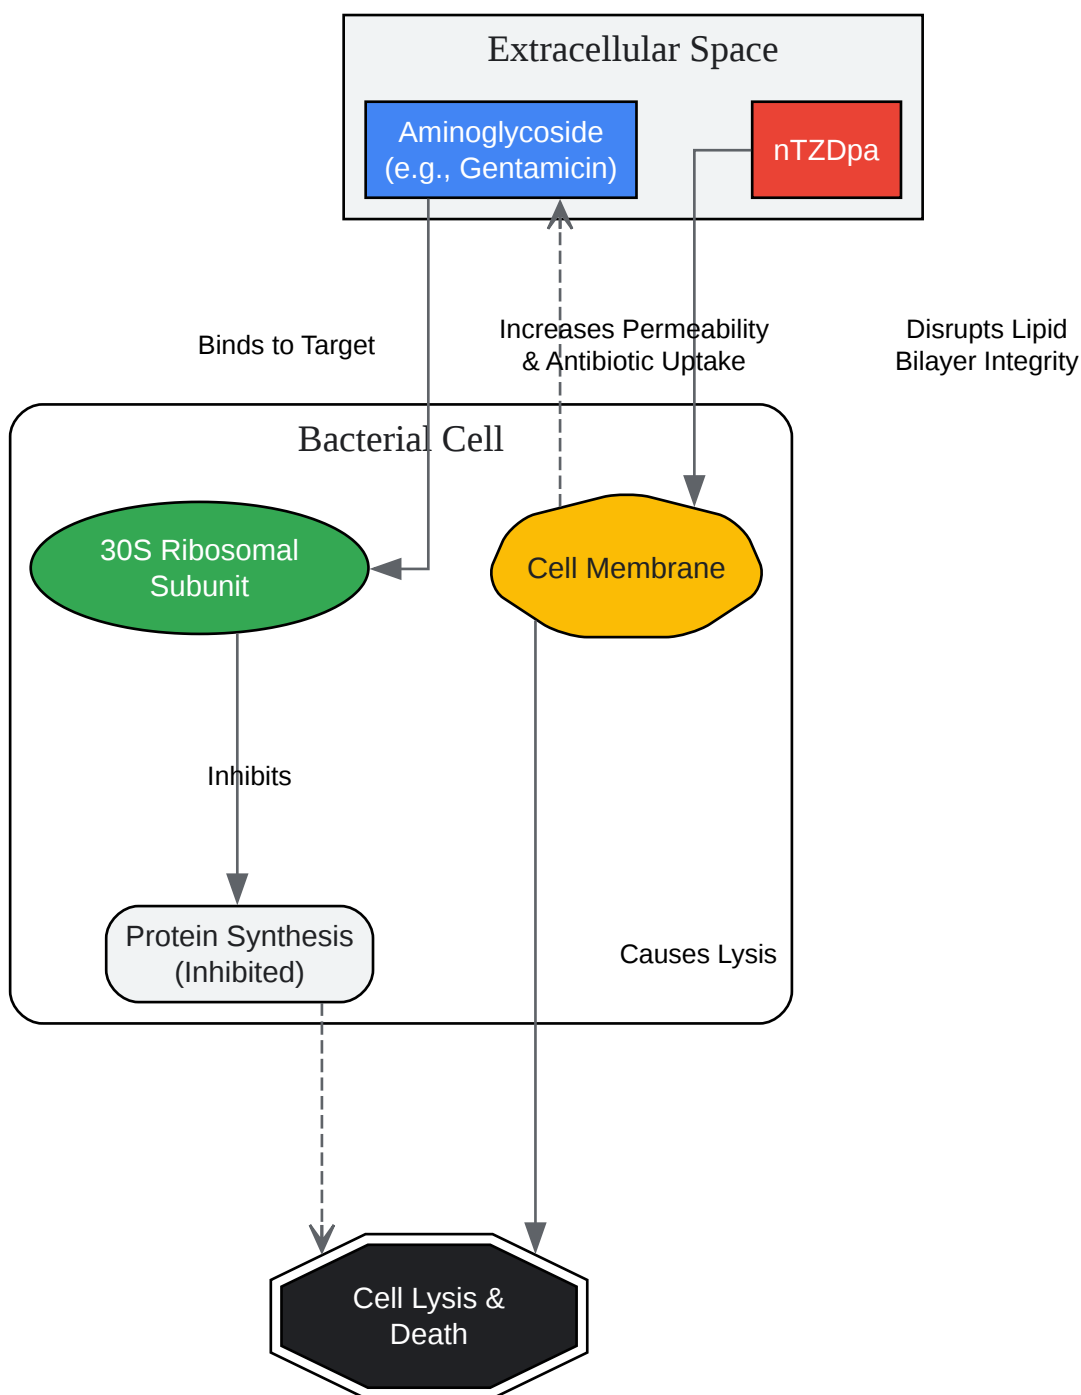 Extracellular Space
Aminoglycoside
(e.g., Gentamicin)
nTZDpa
Binds to Target
Increases Permeability
& Antibiotic Uptake
Disrupts Lipid
Bilayer Integrity
Bacterial Cell
30S Ribosomal
Subunit
Cell Membrane
Inhibits
Protein Synthesis
(Inhibited)
Causes Lysis
Cell Lysis &
Death